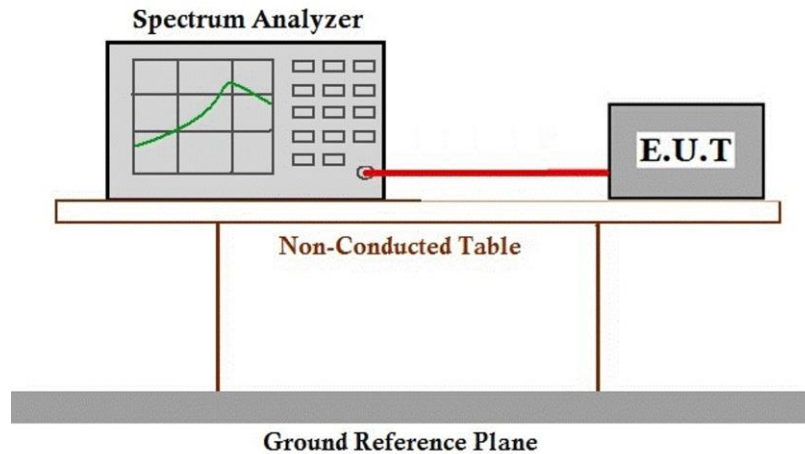 Spectrum Analyzer
E.U.T
Non-Conducted Table
Ground Reference Plane